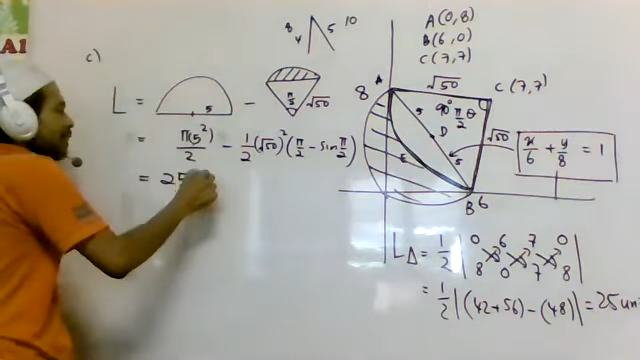 A1
c)
8 5 10
A(0,8)
B(6,0)
C(7,7)
L = 5 - π/2 √50
= π(5²)/2 - 1/2(√50)²(π/2 - sin π/2)
= 25
8 A √50 C(7,7)
5 90° π/2 θ
D
√50
E 5
B 6
x/6 + y/8 = 1
L△ = 1/2 | 0 6 7 0
8 0 7 8 |
= 1/2 |(42+56) - (48)| = 25 uni